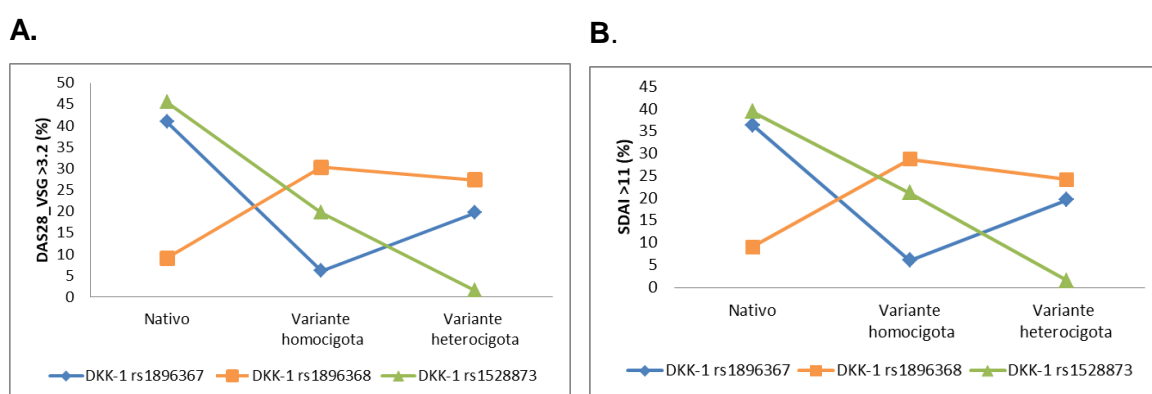 A.
DAS28_VSG >3.2 (%)
50
45
40
35
30
25
20
15
10
5
0
Nativo
Variante
homocigota
Variante
heterocigota
DKK-1 rs1896367
DKK-1 rs1896368
DKK-1 rs1528873
B.
SDAI >11 (%)
45
40
35
30
25
20
15
10
5
0
Nativo
Variante
homocigota
Variante
heterocigota
DKK-1 rs1896367
DKK-1 rs1896368
DKK-1 rs1528873